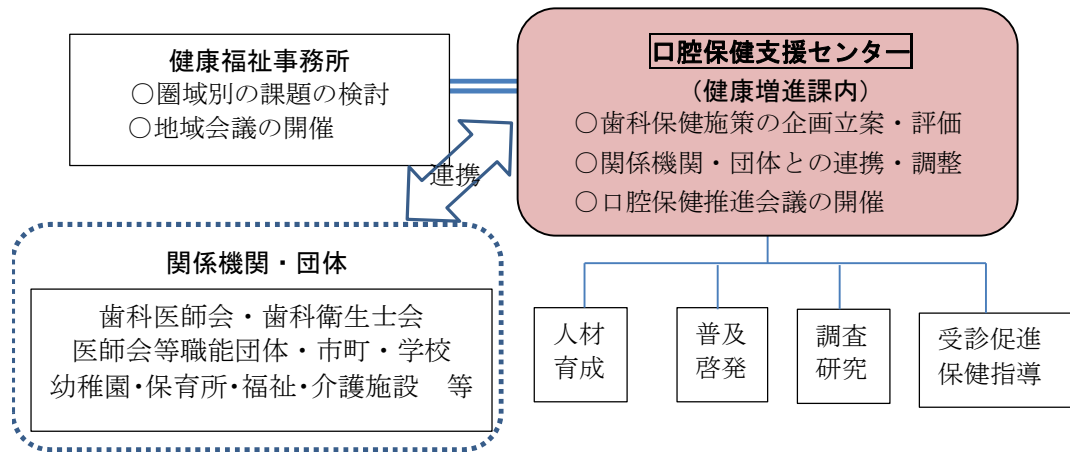 健康福祉事務所
○圏域別の課題の検討
○地域会議の開催
口腔保健支援センター
（健康増進課内）
○歯科保健施策の企画立案・評価
○関係機関・団体との連携・調整
○口腔保健推進会議の開催
連携
関係機関・団体
歯科医師会・歯科衛生士会
医師会等職能団体・市町・学校
幼稚園・保育所・福祉・介護施設　等
人材
育成
普及
啓発
調査
研究
受診促進
保健指導